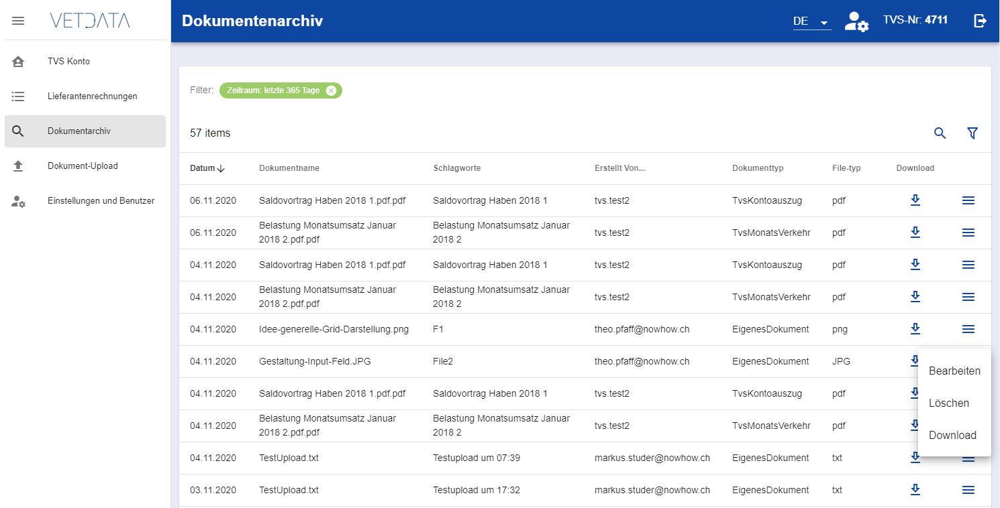 VETDATA
Dokumentenarchiv
DE
TVS-Nr: 4711
TVS Konto
Lieferantenrechnungen
Dokumentarchiv
Dokument-Upload
Einstellungen und Benutzer
Filter: Zeitraum: letzte 365 Tage
57 items
Datum Dokumentname Schlagworte Erstellt Von... Dokumenttyp File-typ Download
06.11.2020 Saldovortrag Haben 2018 1.pdf.pdf Saldovortrag Haben 2018 1 tvs.test2 TvsKontoauszug pdf
06.11.2020 Belastung Monatsumsatz Januar 2018 2.pdf.pdf Belastung Monatsumsatz Januar 2018 2 tvs.test2 TvsMonatsVerkehr pdf
04.11.2020 Saldovortrag Haben 2018 1.pdf.pdf Saldovortrag Haben 2018 1 tvs.test2 TvsKontoauszug pdf
04.11.2020 Belastung Monatsumsatz Januar 2018 2.pdf.pdf Belastung Monatsumsatz Januar 2018 2 tvs.test2 TvsMonatsVerkehr pdf
04.11.2020 Idee-generelle-Grid-Darstellung.png F1 theo.pfaff@nowhow.ch EigenesDokument png
04.11.2020 Gestaltung-Input-Feld.JPG File2 theo.pfaff@nowhow.ch EigenesDokument JPG
04.11.2020 Saldovortrag Haben 2018 1.pdf.pdf Saldovortrag Haben 2018 1 tvs.test2 TvsKontoauszug pdf
04.11.2020 Belastung Monatsumsatz Januar 2018 2.pdf.pdf Belastung Monatsumsatz Januar 2018 2 tvs.test2 TvsMonatsVerkehr pdf
04.11.2020 TestUpload.txt Testupload um 07:39 markus.studer@nowhow.ch EigenesDokument txt
03.11.2020 TestUpload.txt Testupload um 17:32 markus.studer@nowhow.ch EigenesDokument txt
Bearbeiten
Löschen
Download